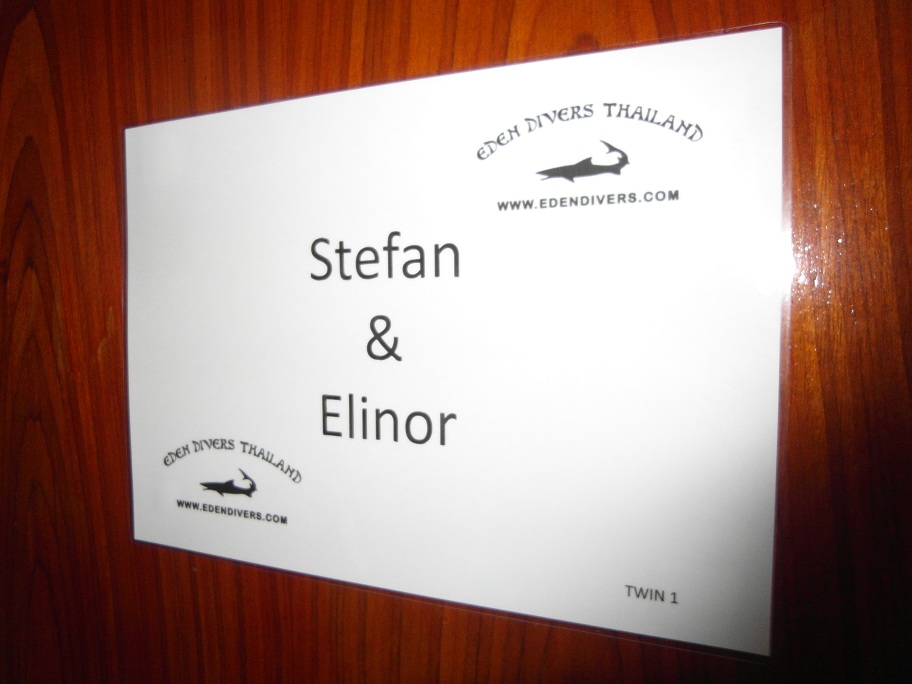 EDEN DIVERS THAILAND
WWW.EDENDIVERS.COM
Stefan
&
Elinor
EDEN DIVERS THAILAND
WWW.EDENDIVERS.COM
TWIN 1